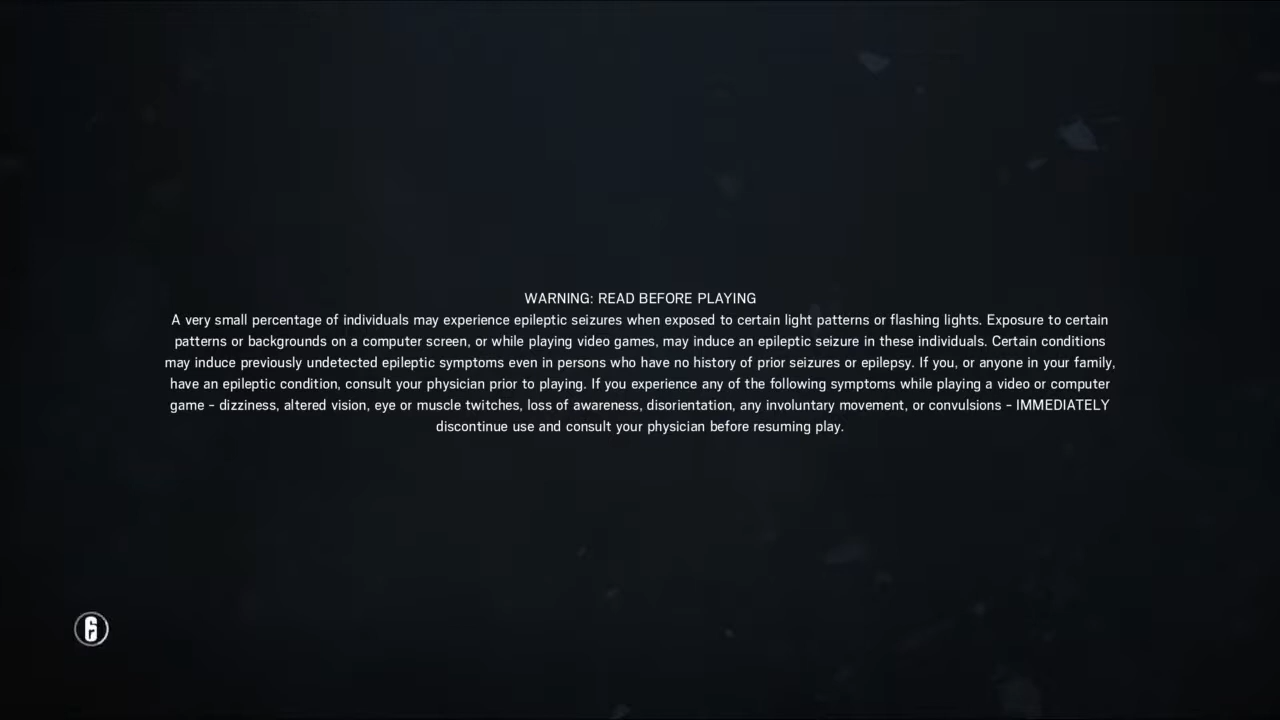 WARNING: READ BEFORE PLAYING
A very small percentage of individuals may experience epileptic seizures when exposed to certain light patterns or flashing lights. Exposure to certain
patterns or backgrounds on a computer screen, or while playing video games, may induce an epileptic seizure in these individuals. Certain conditions
may induce previously undetected epileptic symptoms even in persons who have no history of prior seizures or epilepsy. If you, or anyone in your family,
have an epileptic condition, consult your physician prior to playing. If you experience any of the following symptoms while playing a video or computer
game - dizziness, altered vision, eye or muscle twitches, loss of awareness, disorientation, any involuntary movement, or convulsions - IMMEDIATELY
discontinue use and consult your physician before resuming play.
6